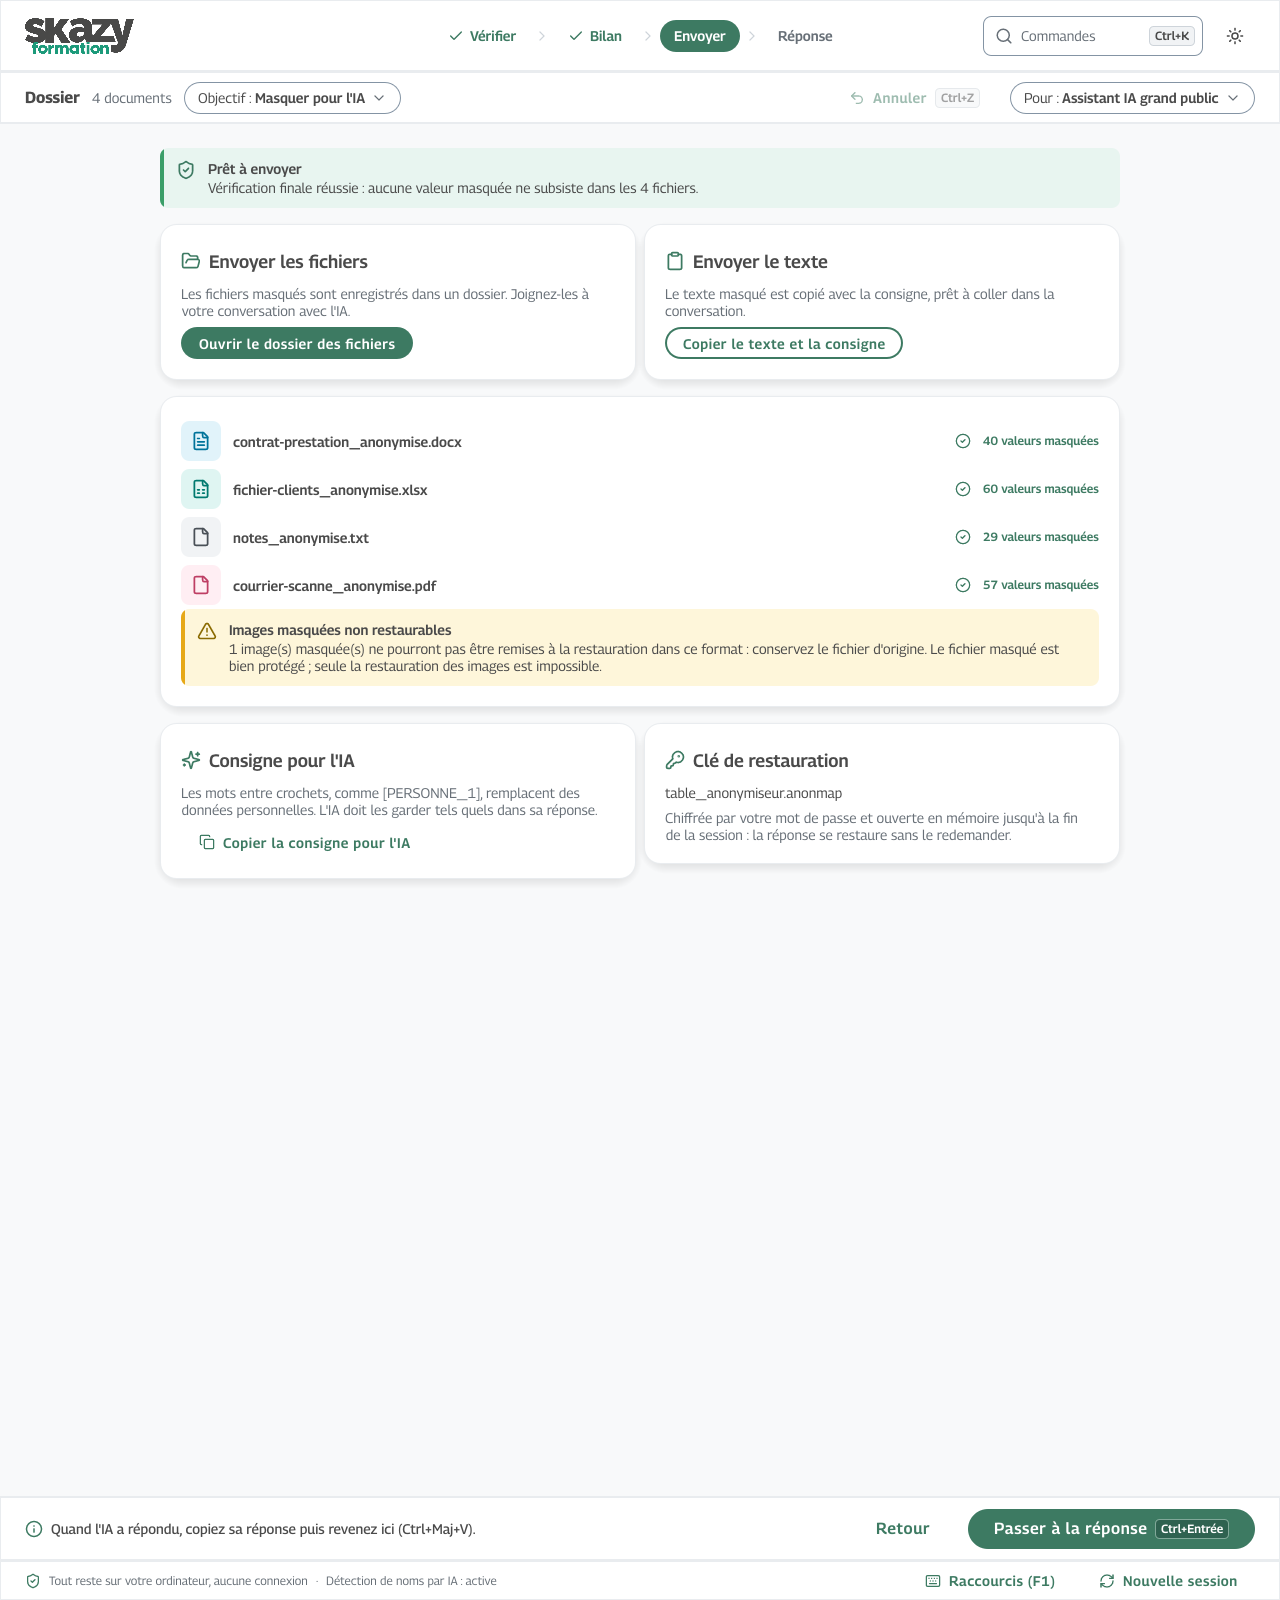 skazy
formation
Vérifier
Bilan
Envoyer
Réponse
Commandes
Ctrl+K
Dossier
4 documents
Objectif : Masquer pour l'IA
Annuler
Ctrl+Z
Pour : Assistant IA grand public
Prêt à envoyer
Vérification finale réussie : aucune valeur masquée ne subsiste dans les 4 fichiers.
Envoyer les fichiers
Les fichiers masqués sont enregistrés dans un dossier. Joignez-les à
votre conversation avec l'IA.
Ouvrir le dossier des fichiers
Envoyer le texte
Le texte masqué est copié avec la consigne, prêt à coller dans la
conversation.
Copier le texte et la consigne
contrat-prestation_anonymise.docx
40 valeurs masquées
fichier-clients_anonymise.xlsx
60 valeurs masquées
notes_anonymise.txt
29 valeurs masquées
courrier-scanne_anonymise.pdf
57 valeurs masquées
Images masquées non restaurables
1 image(s) masquée(s) ne pourront pas être remises à la restauration dans ce format : conservez le fichier d'origine. Le fichier masqué est
bien protégé ; seule la restauration des images est impossible.
Consigne pour l'IA
Les mots entre crochets, comme [PERSONNE_1], remplacent des
données personnelles. L'IA doit les garder tels quels dans sa réponse.
Copier la consigne pour l'IA
Clé de restauration
table_anonymiseur.anonmap
Chiffrée par votre mot de passe et ouverte en mémoire jusqu'à la fin
de la session : la réponse se restaure sans le redemander.
Quand l'IA a répondu, copiez sa réponse puis revenez ici (Ctrl+Maj+V).
Retour
Passer à la réponse
Ctrl+Entrée
Tout reste sur votre ordinateur, aucune connexion · Détection de noms par IA : active
Raccourcis (F1)
Nouvelle session